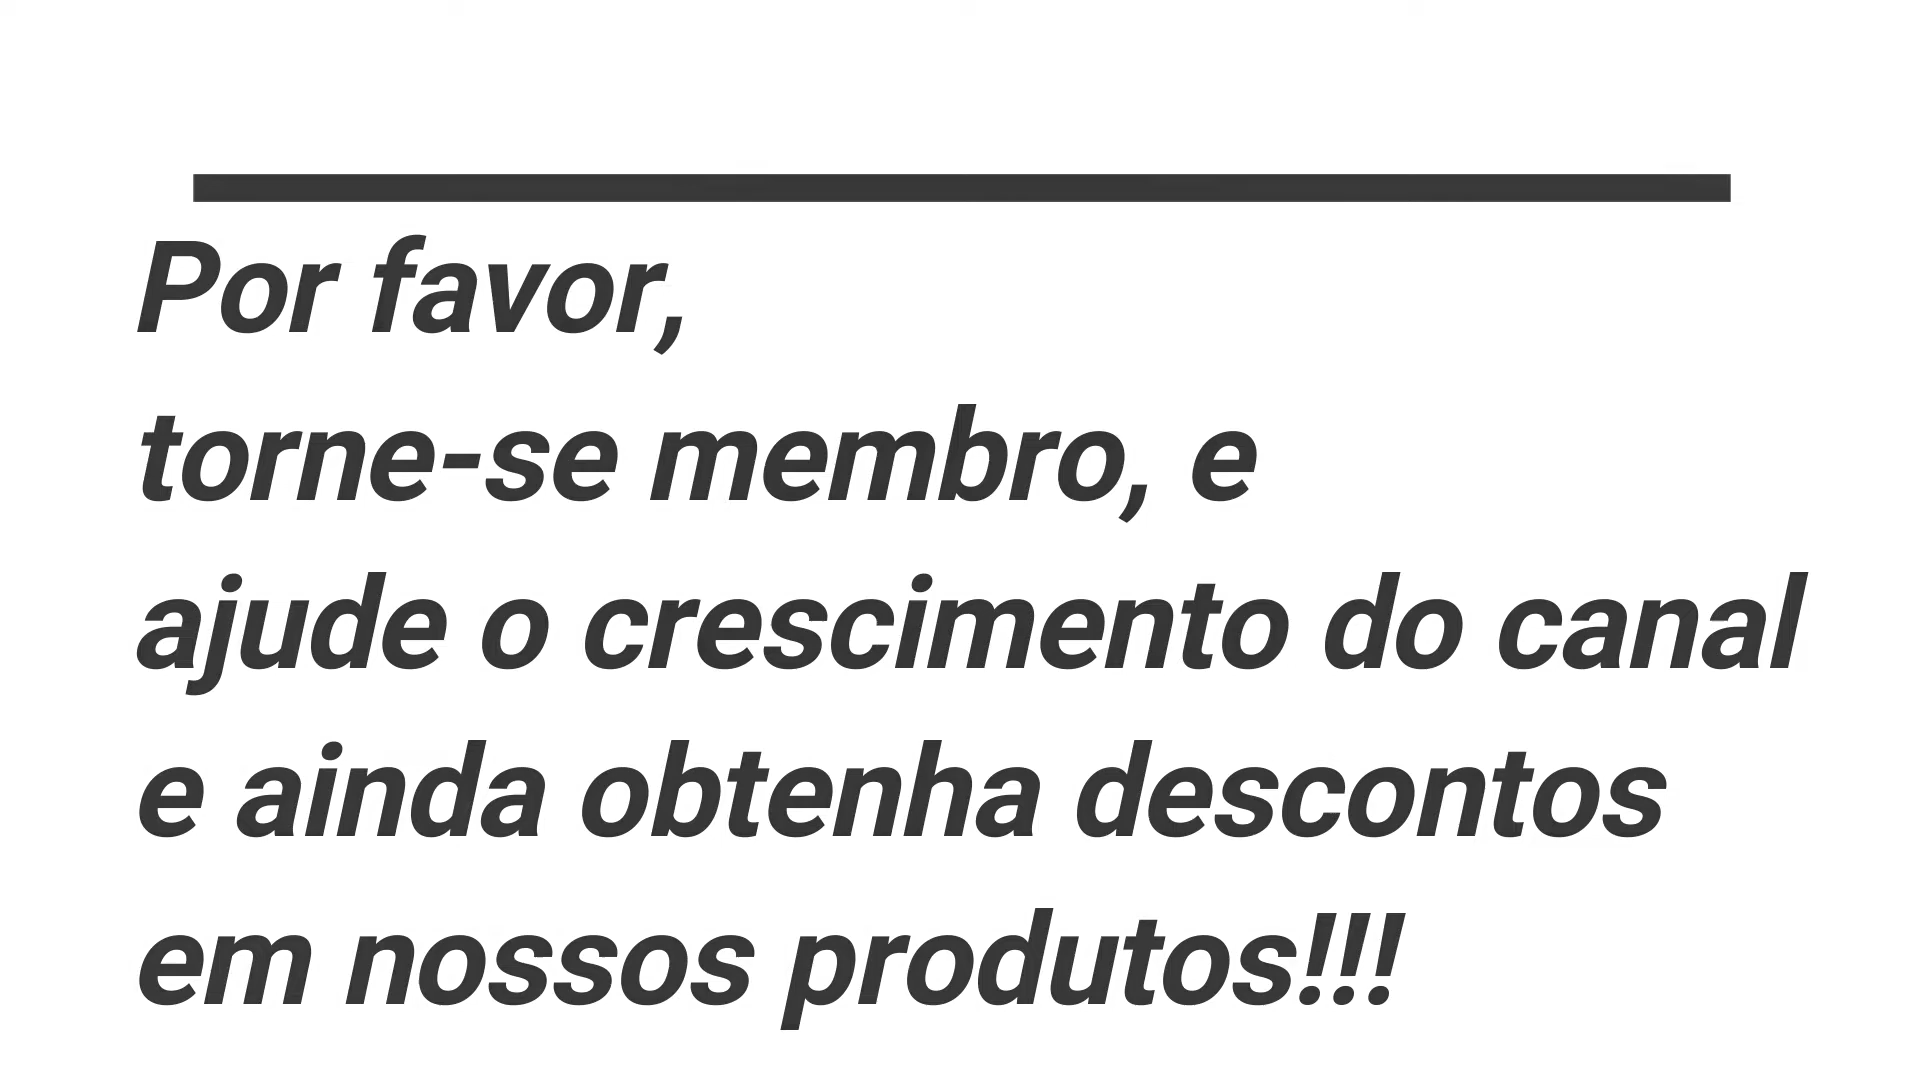 Por favor,
torne-se membro, e
ajude o crescimento do canal
e ainda obtenha descontos
em nossos produtos!!!